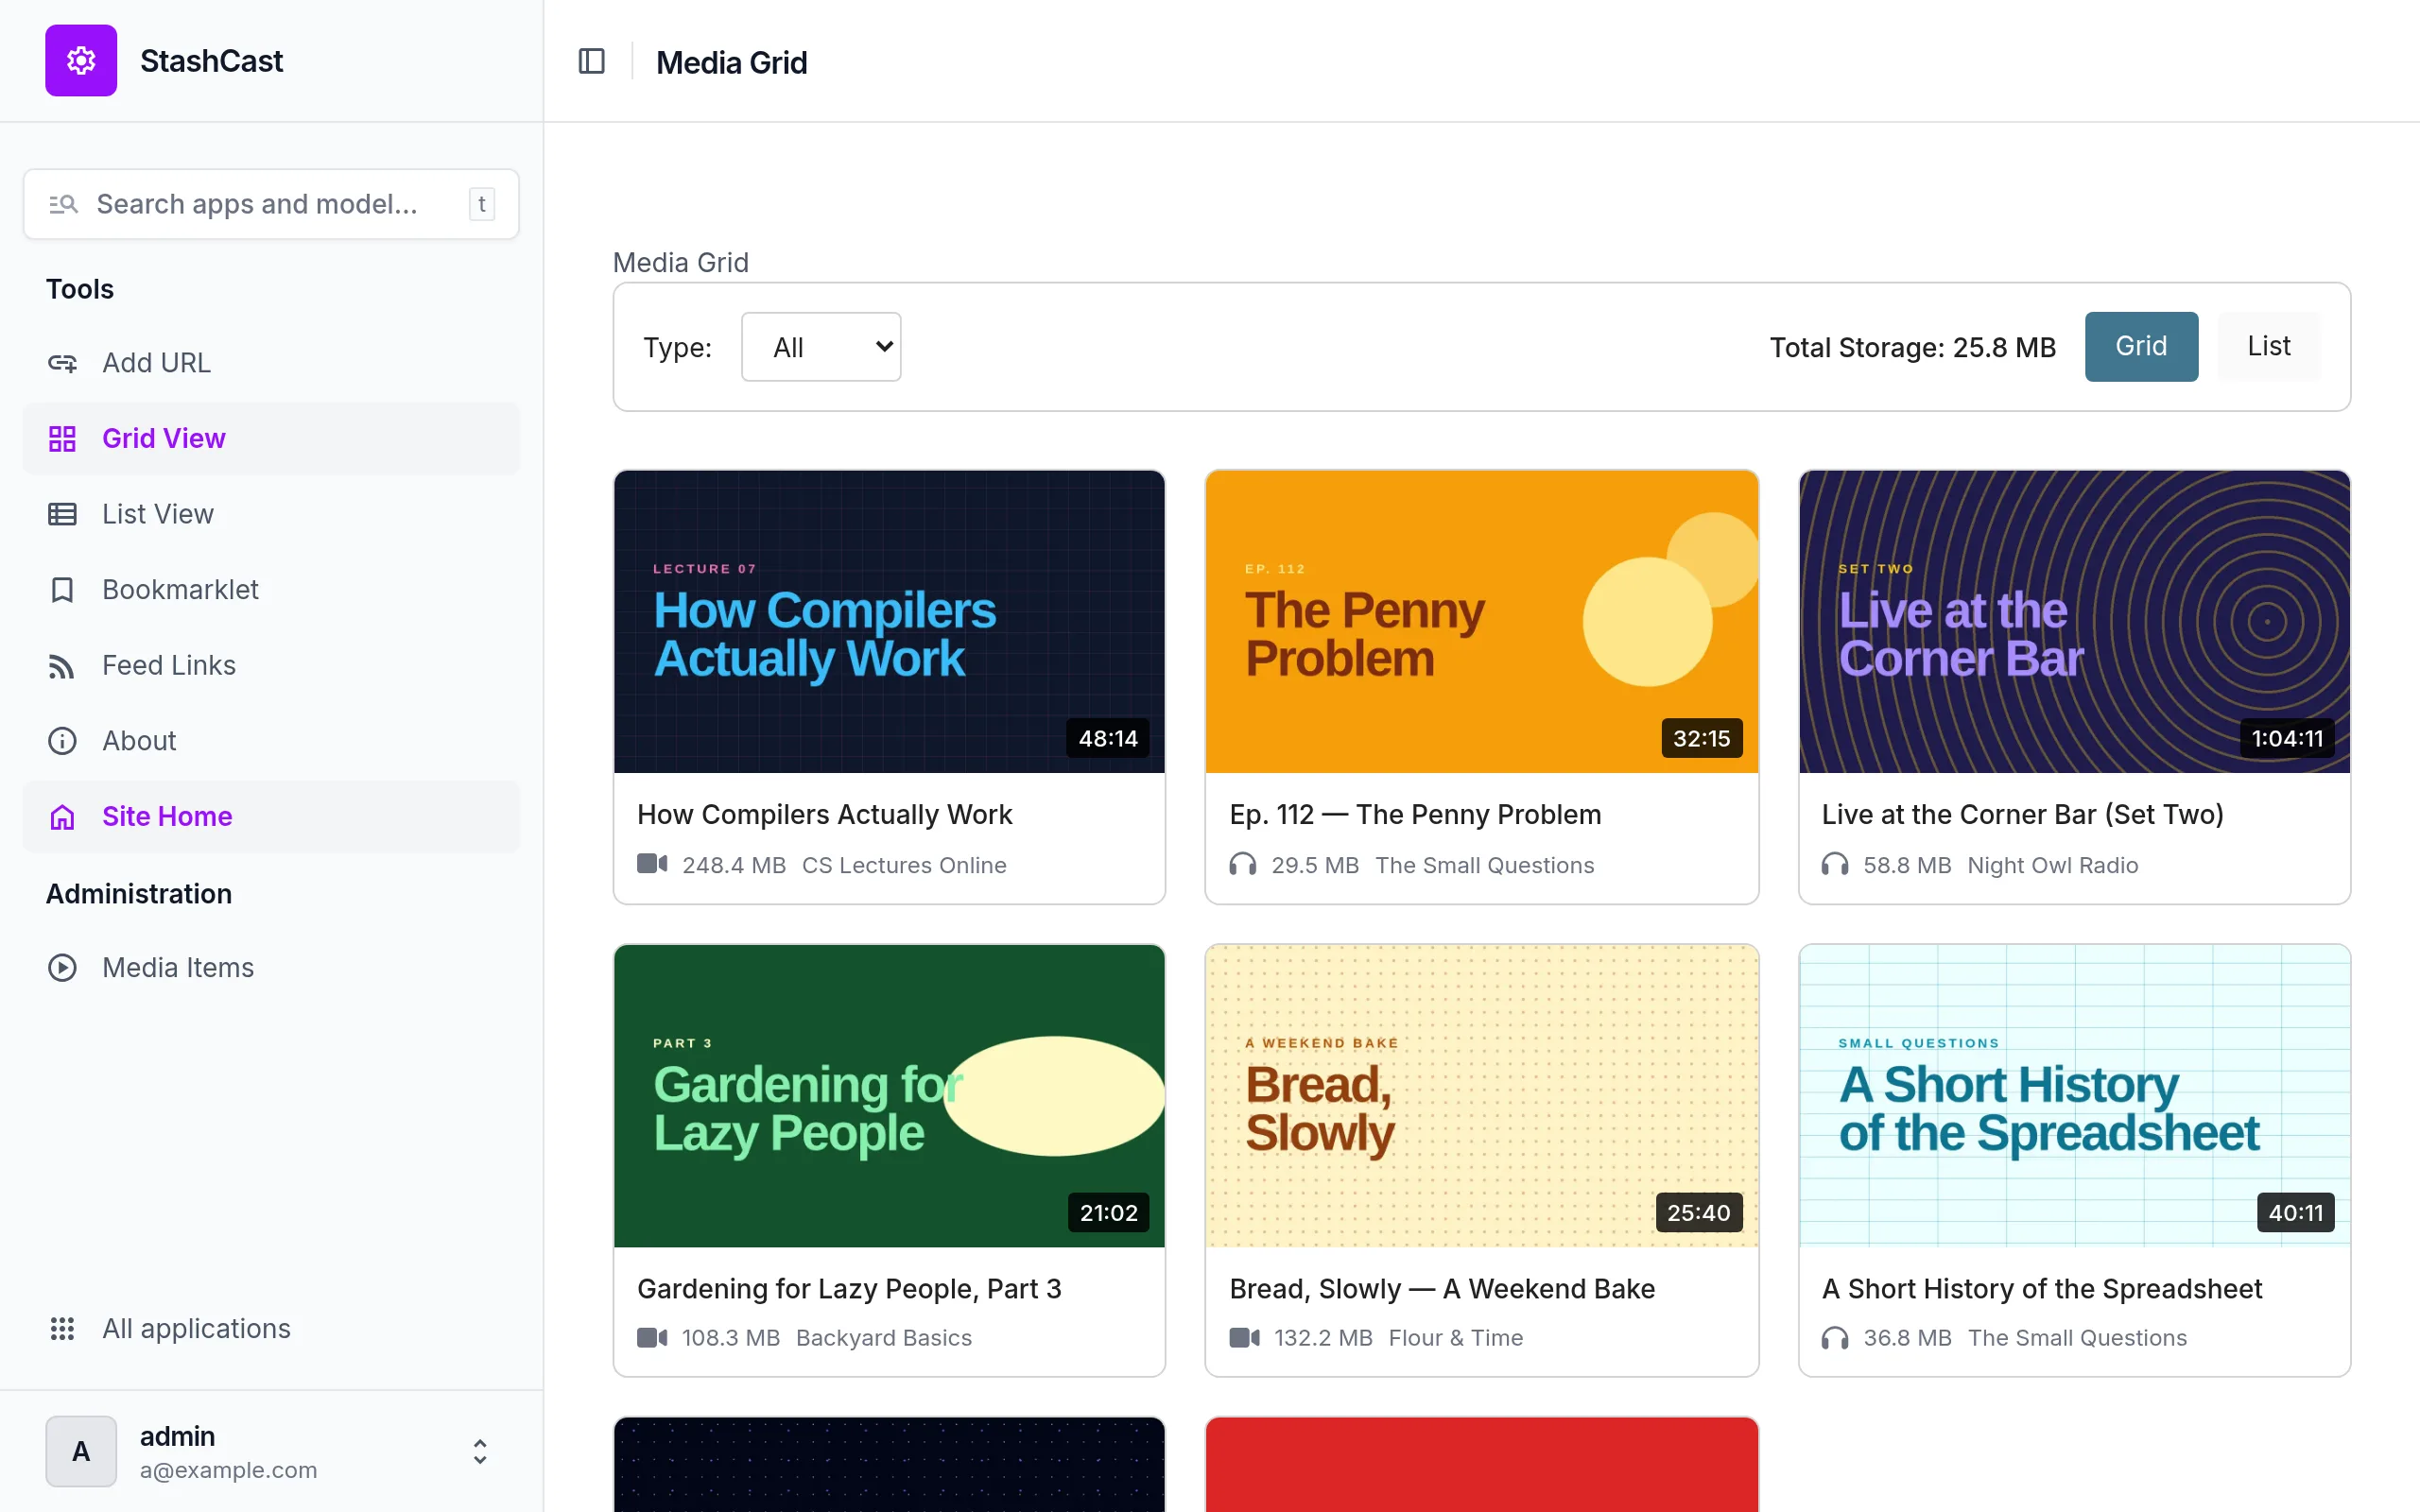 StashCast
Search apps and model... t
Tools
Add URL
Grid View
List View
Bookmarklet
Feed Links
About
Site Home
Administration
Media Items
All applications
A
admin
a@example.com
Media Grid
Media Grid
Type: All Total Storage: 25.8 MB Grid List
LECTURE 07
How Compilers
Actually Work
48:14
How Compilers Actually Work
248.4 MB CS Lectures Online
EP. 112
The Penny
Problem
32:15
Ep. 112 — The Penny Problem
29.5 MB The Small Questions
SET TWO
Live at the
Corner Bar
1:04:11
Live at the Corner Bar (Set Two)
58.8 MB Night Owl Radio
PART 3
Gardening for
Lazy People
21:02
Gardening for Lazy People, Part 3
108.3 MB Backyard Basics
A WEEKEND BAKE
Bread,
Slowly
25:40
Bread, Slowly — A Weekend Bake
132.2 MB Flour & Time
SMALL QUESTIONS
A Short History
of the Spreadsheet
40:11
A Short History of the Spreadsheet
36.8 MB The Small Questions